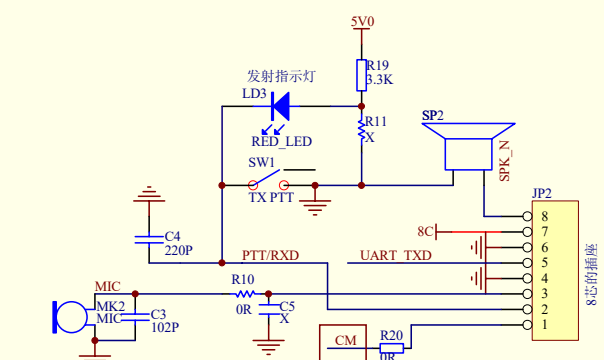 5V0
R19
3.3K
发射指示灯
LD3
R11
X
RED_LED
SP2
SPK_N
SW1
TX PTT
JP2
8
7
6
5
4
3
2
1
8C
8芯的插座
C4
220P
PTT/RXD
UART_TXD
MIC
R10
0R
MK2
MIC
C3
102P
C5
X
CM
R20
0R